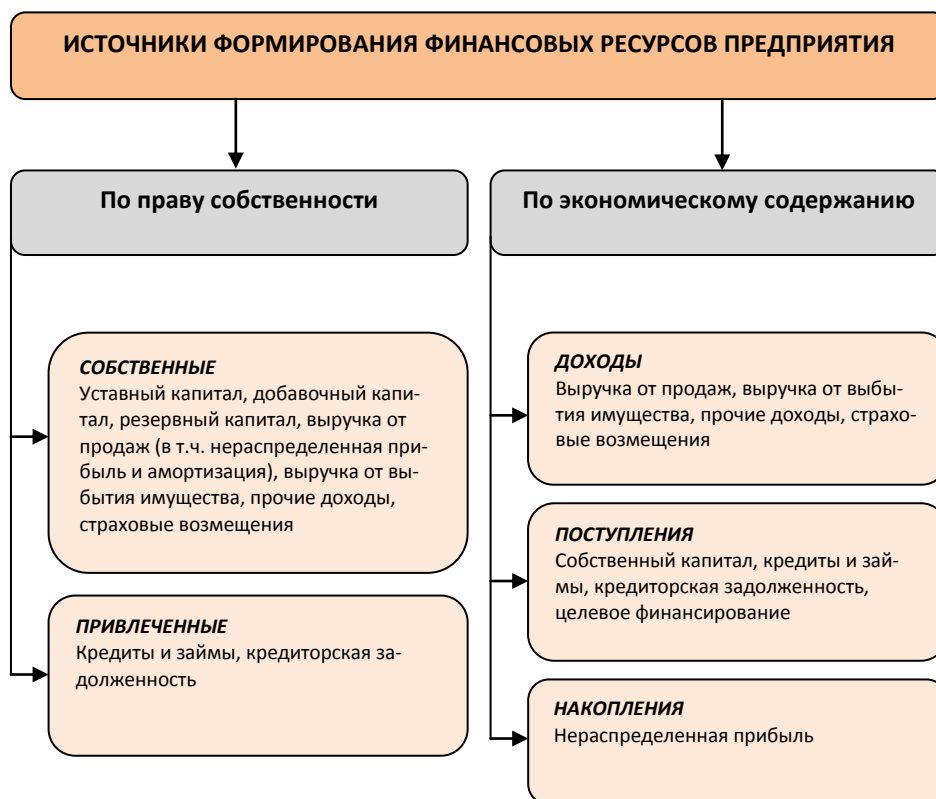 ИСТОЧНИКИ ФОРМИРОВАНИЯ ФИНАНСОВЫХ РЕСУРСОВ ПРЕДПРИЯТИЯ
По праву собственности
СОБСТВЕННЫЕ
Уставный капитал, добавочный капи-
тал, резервный капитал, выручка от
продаж (в т.ч. нераспределенная при-
быль и амортизация), выручка от вы-
бытия имущества, прочие доходы,
страховые возмещения
ПРИВЛЕЧЕННЫЕ
Кредиты и займы, кредиторская за-
долженность
По экономическому содержанию
ДОХОДЫ
Выручка от продаж, выручка от выбы-
тия имущества, прочие доходы, страхо-
вые возмещения
ПОСТУПЛЕНИЯ
Собственный капитал, кредиты и зай-
мы, кредиторская задолженность,
целевое финансирование
НАКОПЛЕНИЯ
Нераспределенная прибыль